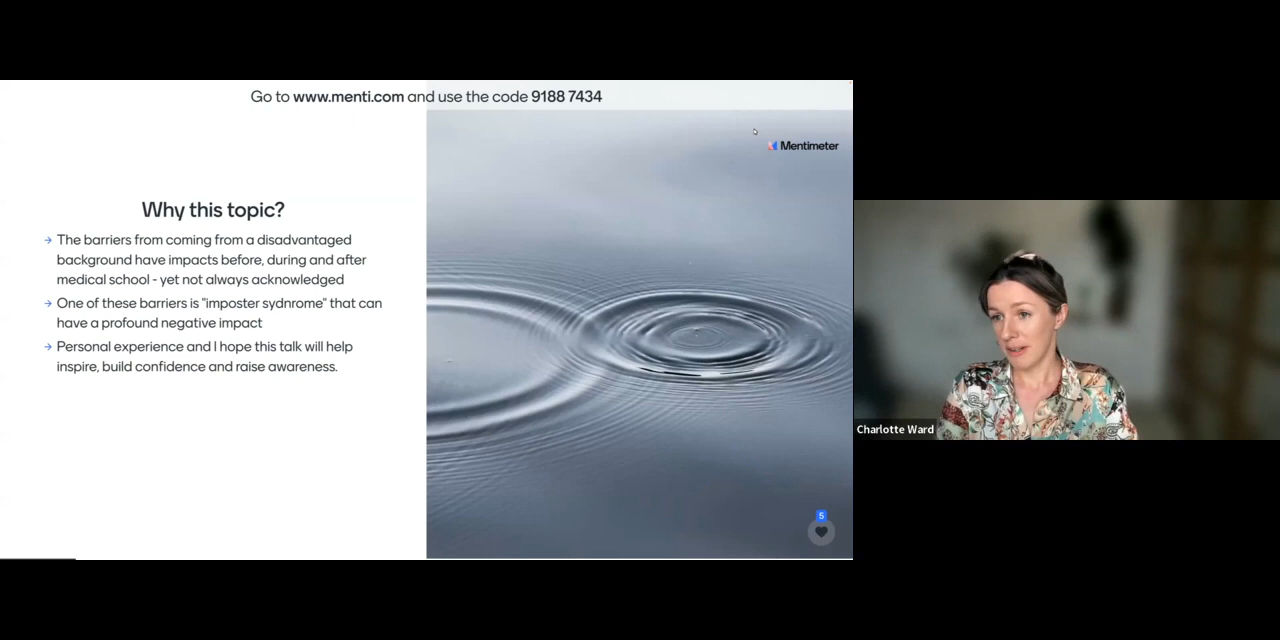 Go to www.menti.com and use the code 9188 7434
Mentimeter
Why this topic?
→ The barriers from coming from a disadvantaged
background have impacts before, during and after
medical school - yet not always acknowledged
→ One of these barriers is "imposter sydnrome" that can
have a profound negative impact
→ Personal experience and I hope this talk will help
inspire, build confidence and raise awareness.
5
Charlotte Ward